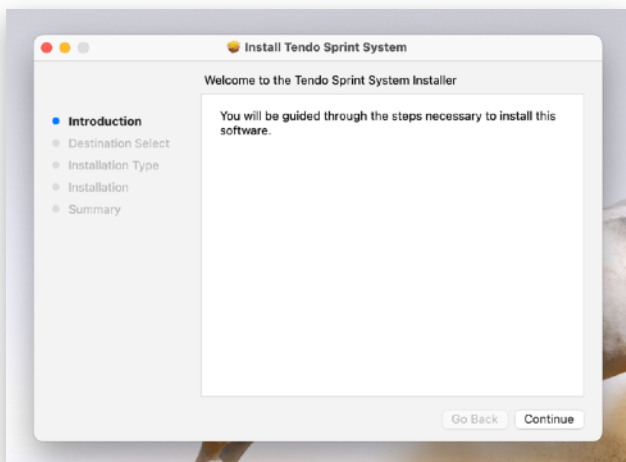 Install Tendo Sprint System
Welcome to the Tendo Sprint System Installer
Introduction
Destination Select
Installation Type
Installation
Summary
You will be guided through the steps necessary to install this
software.
Go Back
Continue